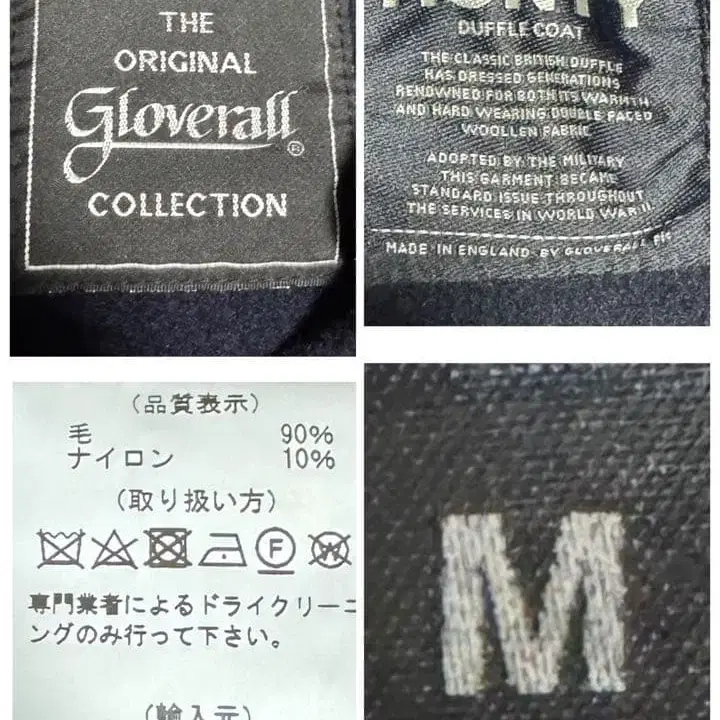 THE
ORIGINAL
Gloverall®
COLLECTION
MONTY
DUFFLE COAT
THE CLASSIC BRITISH DUFFLE
HAS DRESSED GENERATIONS
RENOWNED FOR BOTH ITS WARMTH
AND HARD WEARING DOUBLE FACED
WOOLLEN FABRIC
ADOPTED BY THE MILITARY
THIS GARMENT BECAME
STANDARD ISSUE THROUGHOUT
THE SERVICES IN WORLD WAR II
MADE IN ENGLAND BY GLOVERALL
(品質表示)
毛 90%
ナイロン 10%
(取り扱い方)
F W
専門業者によるドライクリーニ
ングのみ行って下さい。
(輸入元)
M